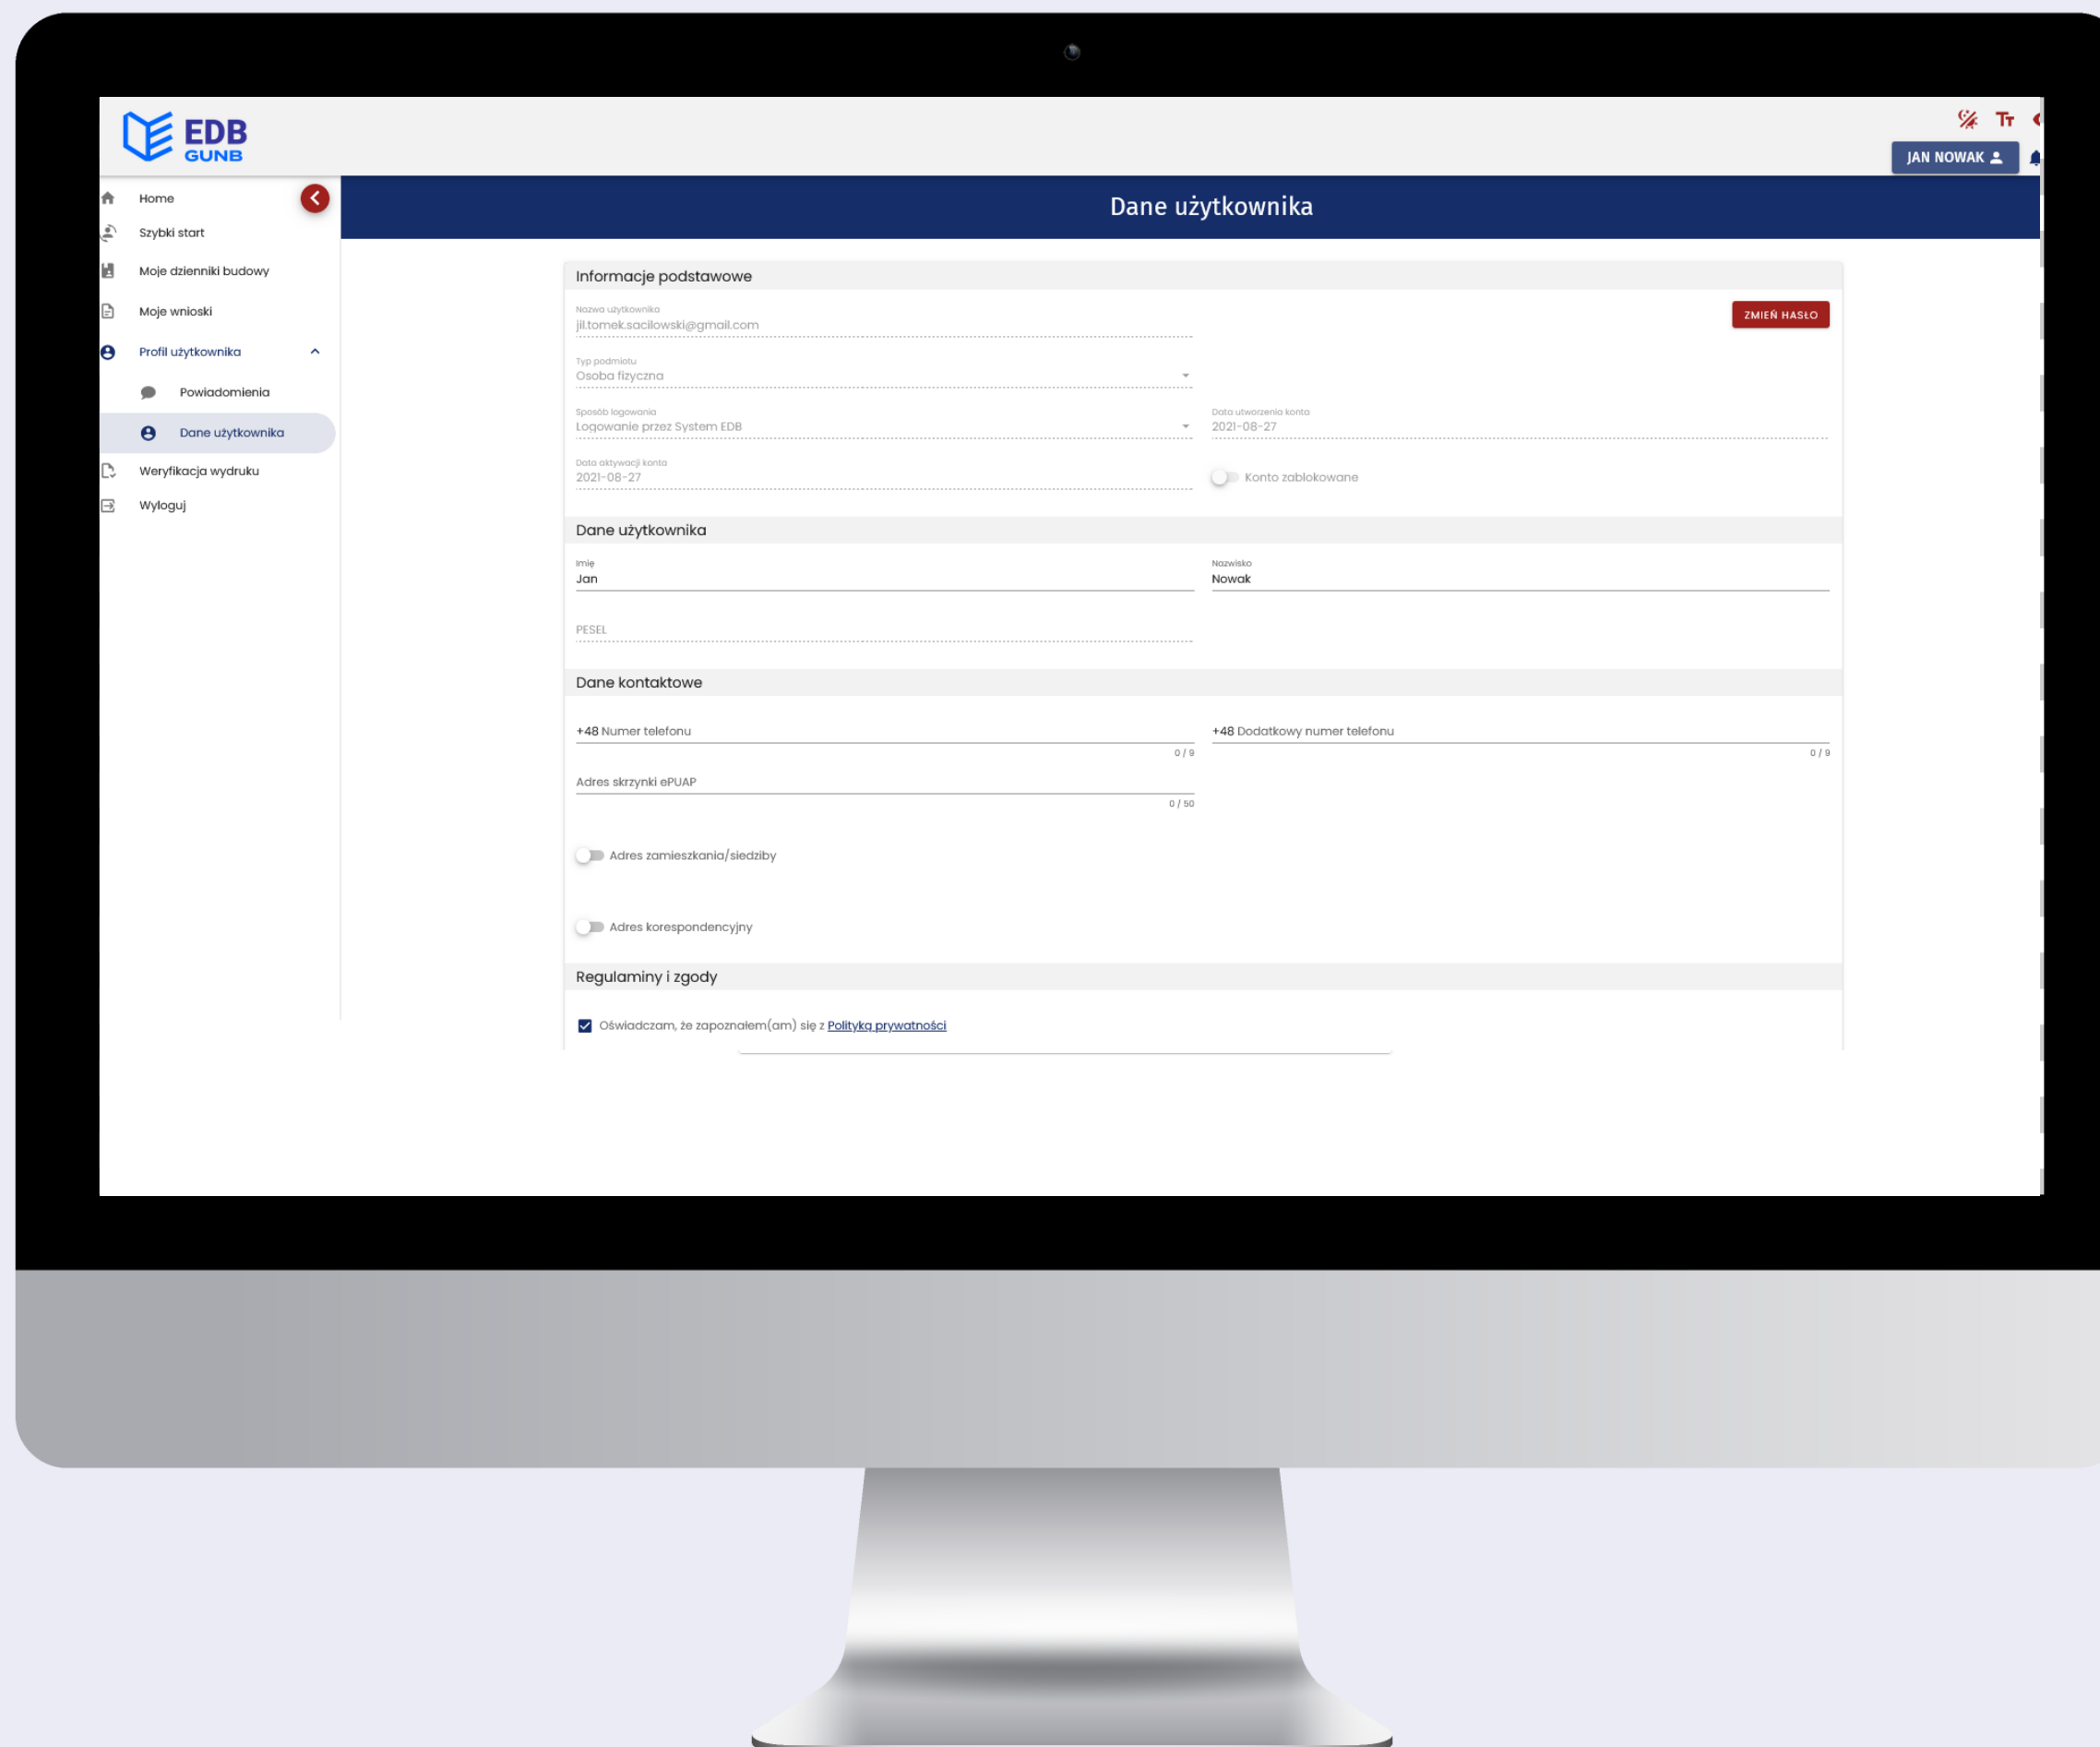 EDB
GUNB
Tт
JAN NOWAK
Home
Szybki start
Moje dzienniki budowy
Moje wnioski
Profil użytkownika
Powiadomienia
Dane użytkownika
Weryfikacja wydruku
Wyloguj
Dane użytkownika
Informacje podstawowe
Nazwa użytkownika
jil.tomek.sacilowski@gmail.com
ZMIEŃ HASŁO
Typ podmiotu
Osoba fizyczna
Sposób logowania
Logowanie przez System EDB
Data utworzenia konta
2021-08-27
Data aktywacji konta
2021-08-27
Konto zablokowane
Dane użytkownika
Imię
Jan
Nazwisko
Nowak
PESEL
Dane kontaktowe
+48 Numer telefonu
0 / 9
+48 Dodatkowy numer telefonu
0 / 9
Adres skrzynki ePUAP
0 / 50
Adres zamieszkania/siedziby
Adres korespondencyjny
Regulaminy i zgody
Oświadczam, że zapoznałem(am) się z Polityką prywatności